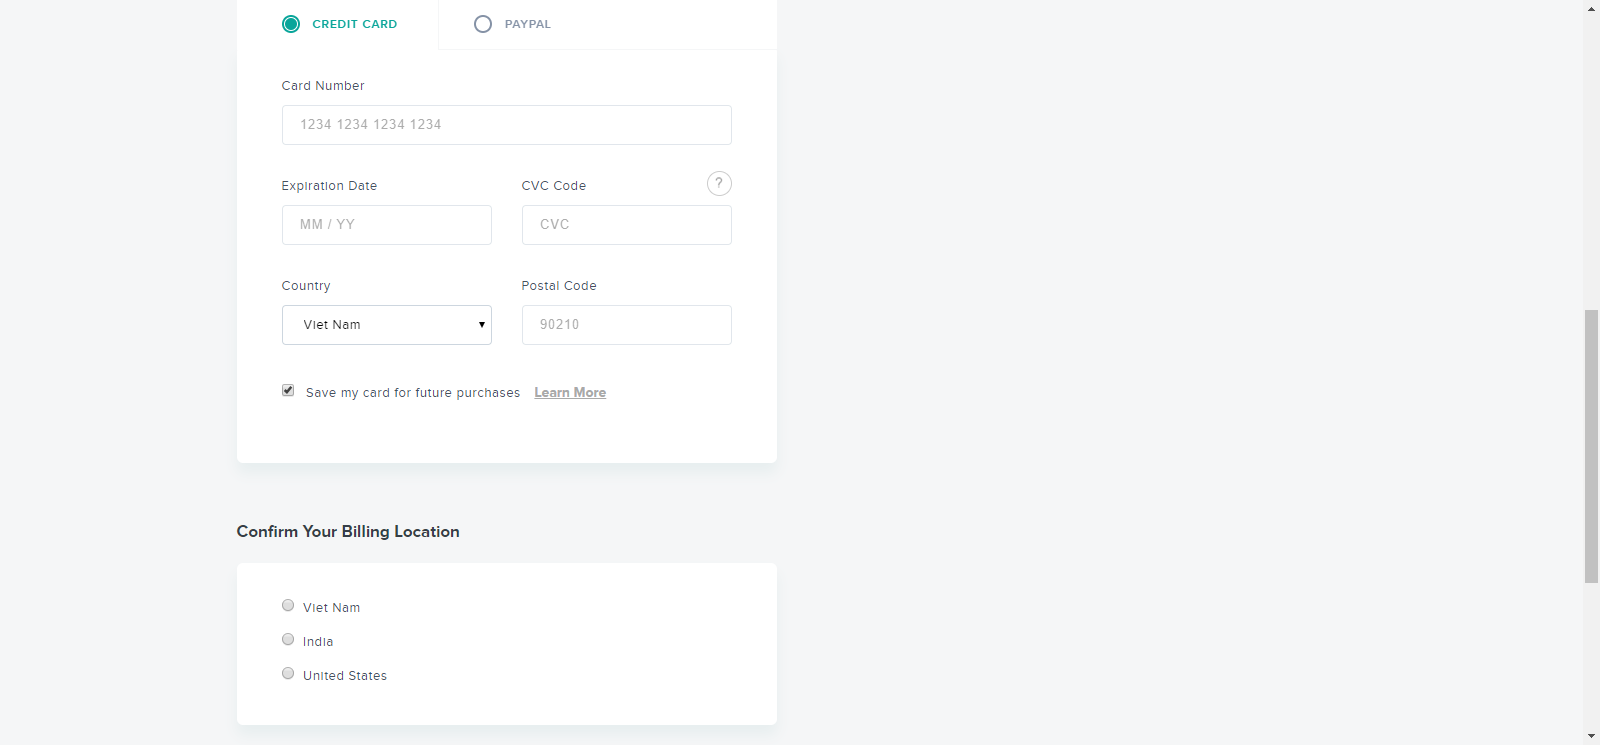 CREDIT CARD PAYPAL
Card Number
1234 1234 1234 1234
Expiration Date CVC Code ?
MM / YY CVC
Country Postal Code
Viet Nam 90210
Save my card for future purchases Learn More
Confirm Your Billing Location
Viet Nam
India
United States